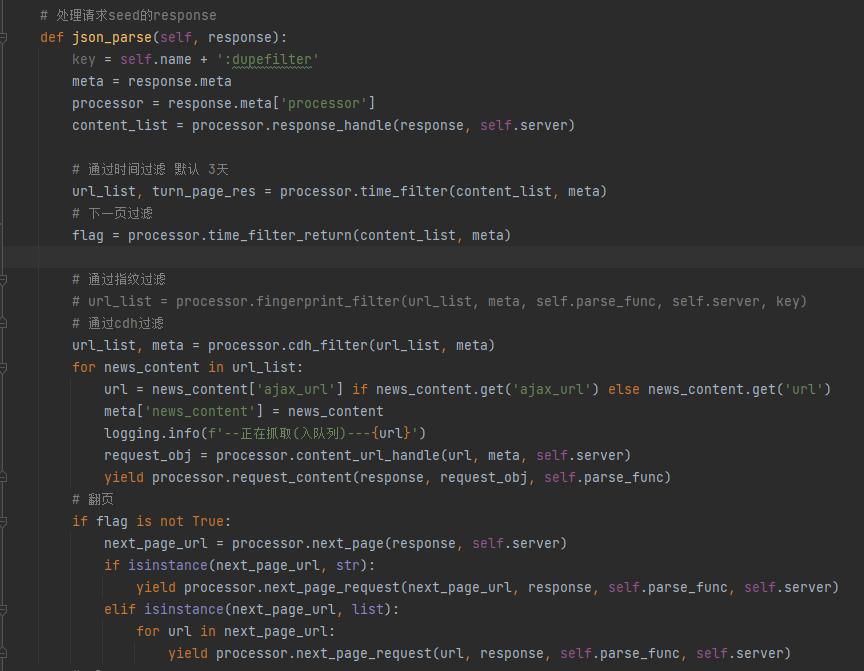 # 处理请求seed的response
def json_parse(self, response):
    key = self.name + ':dupefilter'
    meta = response.meta
    processor = response.meta['processor']
    content_list = processor.response_handle(response, self.server)

    # 通过时间过滤 默认 3天
    url_list, turn_page_res = processor.time_filter(content_list, meta)
    # 下一页过滤
    flag = processor.time_filter_return(content_list, meta)

    # 通过指纹过滤
    # url_list = processor.fingerprint_filter(url_list, meta, self.parse_func, self.server, key)
    # 通过cdh过滤
    url_list, meta = processor.cdh_filter(url_list, meta)
    for news_content in url_list:
        url = news_content['ajax_url'] if news_content.get('ajax_url') else news_content.get('url')
        meta['news_content'] = news_content
        logging.info(f'--正在抓取(入队列)---{url}')
        request_obj = processor.content_url_handle(url, meta, self.server)
        yield processor.request_content(response, request_obj, self.parse_func)
    # 翻页
    if flag is not True:
        next_page_url = processor.next_page(response, self.server)
        if isinstance(next_page_url, str):
            yield processor.next_page_request(next_page_url, response, self.parse_func, self.server)
        elif isinstance(next_page_url, list):
            for url in next_page_url:
                yield processor.next_page_request(url, response, self.parse_func, self.server)